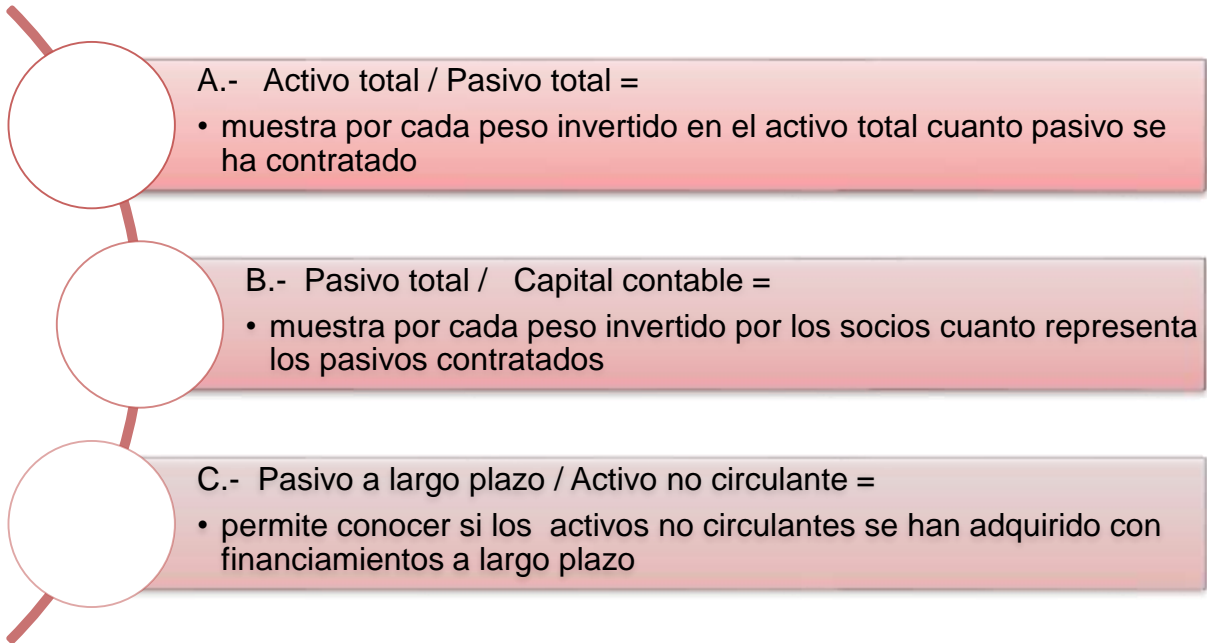 A.- Activo total / Pasivo total =
• muestra por cada peso invertido en el activo total cuanto pasivo se
ha contratado
B.- Pasivo total / Capital contable =
• muestra por cada peso invertido por los socios cuanto representa
los pasivos contratados
C.- Pasivo a largo plazo / Activo no circulante =
• permite conocer si los activos no circulantes se han adquirido con
financiamientos a largo plazo